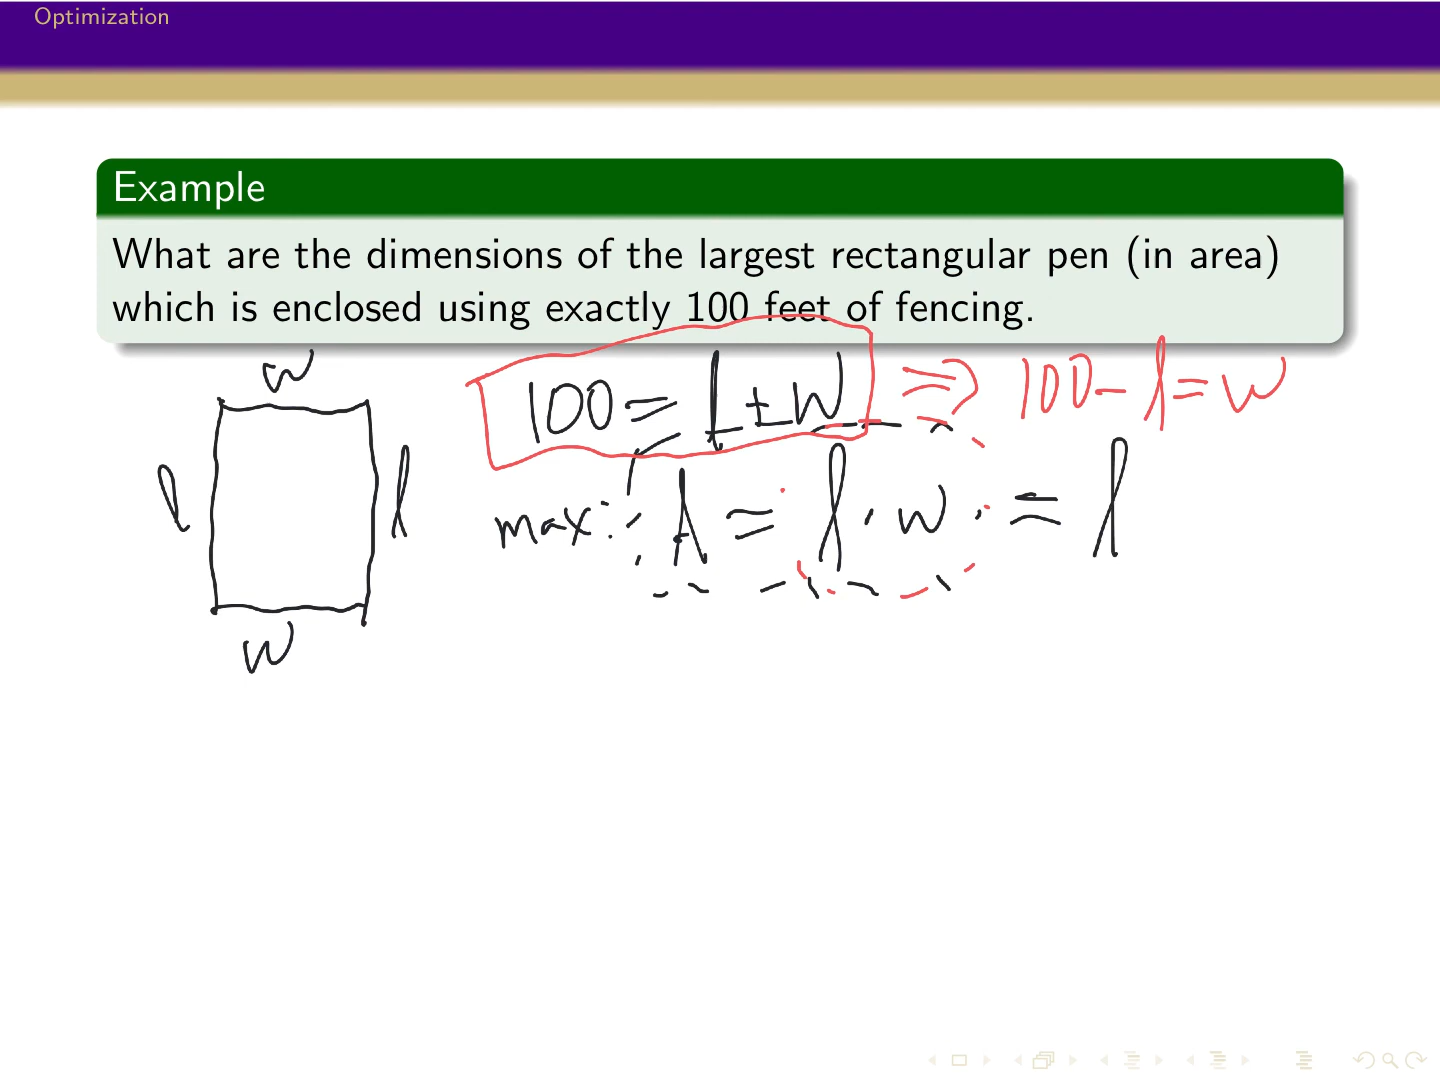 Optimization
Example
What are the dimensions of the largest rectangular pen (in area)
which is enclosed using exactly 100 feet of fencing.
w
100 = l + w ⇒ 100 - l = w
l
l
max: A = l · w = l
w